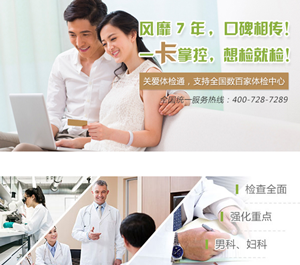 风靡7年，口碑相传！
一卡掌控，想检就检！
关爱体检通，支持全国数百家体检中心
全国统一服务热线：400-728-7289
检查全面
强化重点
男科、妇科